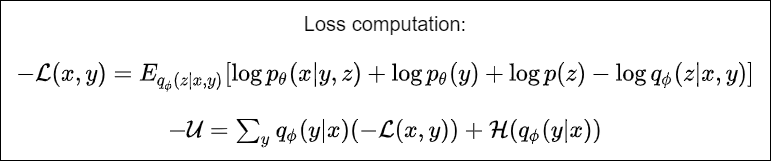 Loss computation:
−ℒ(x, y) = E_{q_ϕ(z|x,y)}[log p_θ(x|y, z) + log p_θ(y) + log p(z) − log q_ϕ(z|x, y)]
−𝒰 = ∑_y q_ϕ(y|x)(−ℒ(x, y)) + ℋ(q_ϕ(y|x))